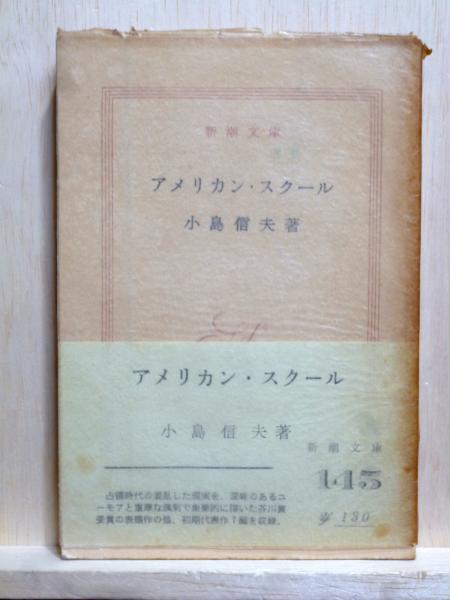 新潮文庫
アメリカン・スクール
小島信夫著
アメリカン・スクール
小島信夫著
新潮文庫
145
¥ 130
占領時代の混乱した現実を、深味のあるユ
ーモアと重厚な諷刺で象徴的に描いた芥川賞
受賞の表題作の他、初期代表作7編を収録。